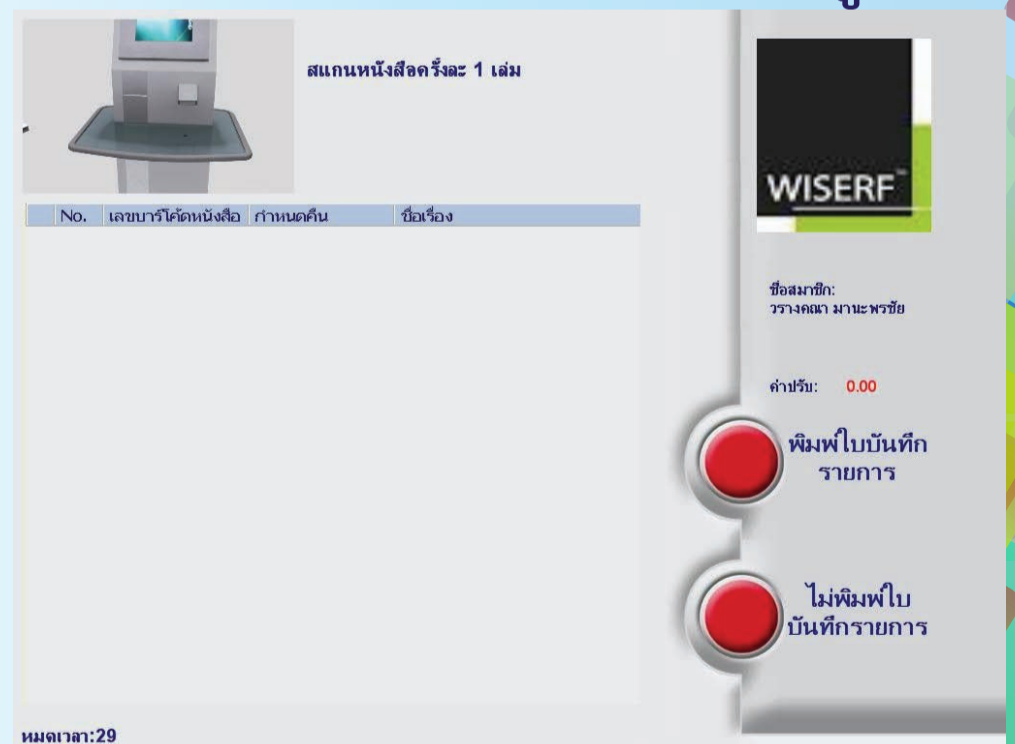 สแกนหนังสือครั้งละ 1 เล่ม
WISERF™
No. เลขบาร์โค้ดหนังสือ กำหนดคืน ชื่อเรื่อง
ชื่อสมาชิก:
วรางคณา มานะพรชัย
ค่าปรับ: 0.00
พิมพ์ใบบันทึก
รายการ
ไม่พิมพ์ใบ
บันทึกรายการ
หมดเวลา:29